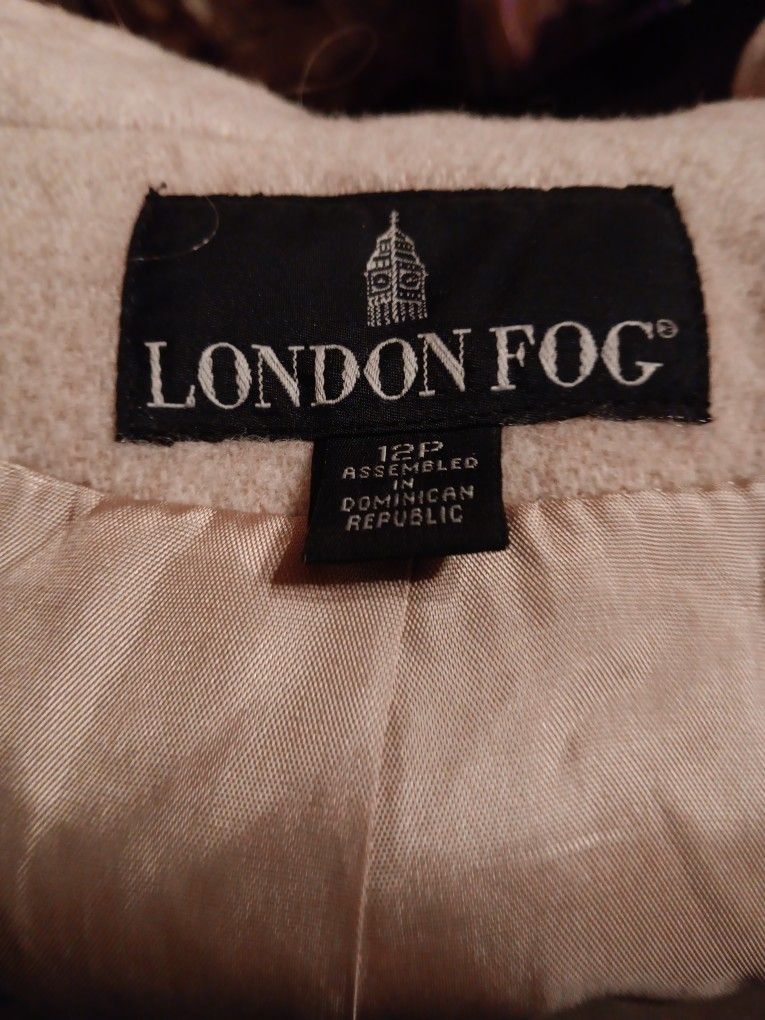 LONDON FOG®
12P
ASSEMBLED
IN
DOMINICAN
REPUBLIC